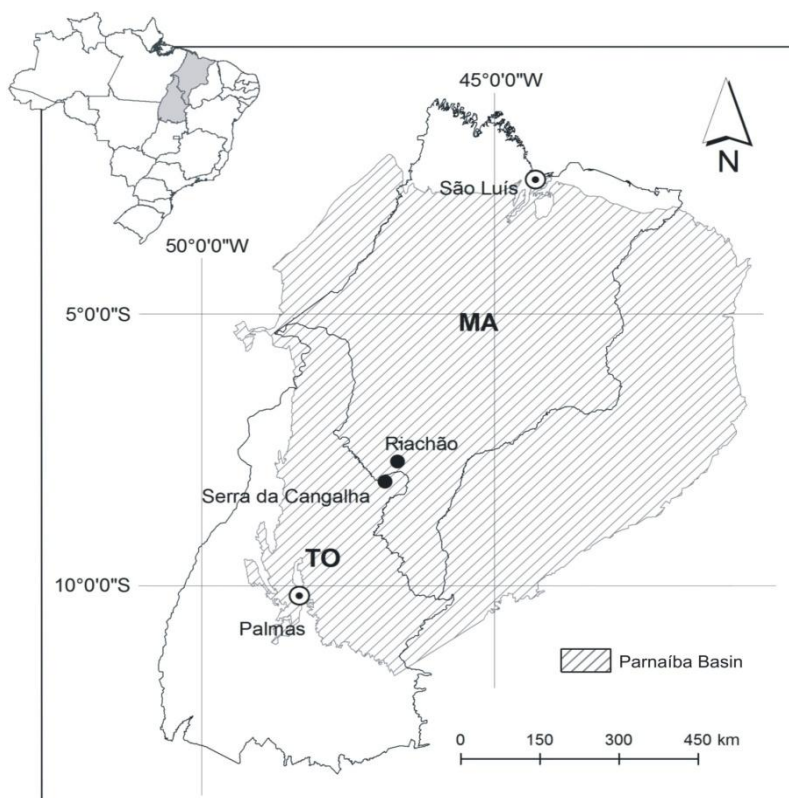 45°0'0"W
N
São Luís
50°0'0"W
5°0'0"S
MA
Riachão
Serra da Cangalha
TO
10°0'0"S
Palmas
Parnaíba Basin
0 150 300 450 km